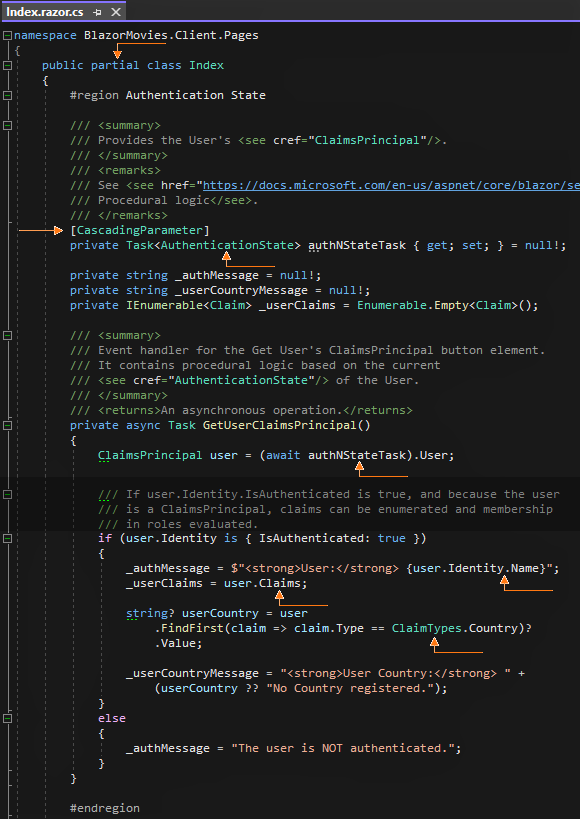 Index.razor.cs
namespace BlazorMovies.Client.Pages
{
public partial class Index
{
#region Authentication State
/// <summary>
/// Provides the User's <see cref="ClaimsPrincipal"/>.
/// </summary>
/// <remarks>
/// See <see href="https://docs.microsoft.com/en-us/aspnet/core/blazor/se
/// Procedural logic</see>.
/// </remarks>
[CascadingParameter]
private Task<AuthenticationState> authNStateTask { get; set; } = null!;
private string _authMessage = null!;
private string _userCountryMessage = null!;
private IEnumerable<Claim> _userClaims = Enumerable.Empty<Claim>();
/// <summary>
/// Event handler for the Get User's ClaimsPrincipal button element.
/// It contains procedural logic based on the current
/// <see cref="AuthenticationState"/> of the User.
/// </summary>
/// <returns>An asynchronous operation.</returns>
private async Task GetUserClaimsPrincipal()
{
ClaimsPrincipal user = (await authNStateTask).User;
/// If user.Identity.IsAuthenticated is true, and because the user
/// is a ClaimsPrincipal, claims can be enumerated and membership
/// in roles evaluated.
if (user.Identity is { IsAuthenticated: true })
{
_authMessage = $"<strong>User:</strong> {user.Identity.Name}";
_userClaims = user.Claims;
string? userCountry = user
.FindFirst(claim => claim.Type == ClaimTypes.Country)?
.Value;
_userCountryMessage = "<strong>User Country:</strong> " +
(userCountry ?? "No Country registered.");
}
else
{
_authMessage = "The user is NOT authenticated.";
}
}
#endregion